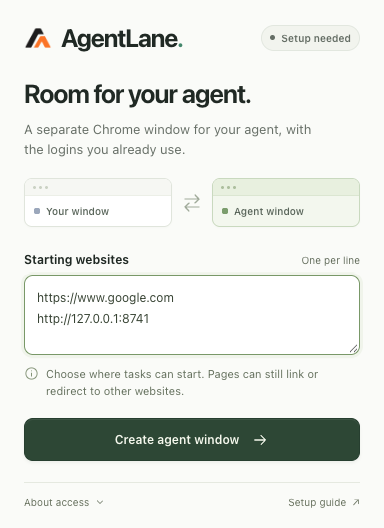 AgentLane.
Setup needed
Room for your agent.
A separate Chrome window for your agent, with
the logins you already use.
Your window
Agent window
Starting websites
One per line
https://www.google.com
http://127.0.0.1:8741
Choose where tasks can start. Pages can still link or
redirect to other websites.
Create agent window →
About access
Setup guide ↗